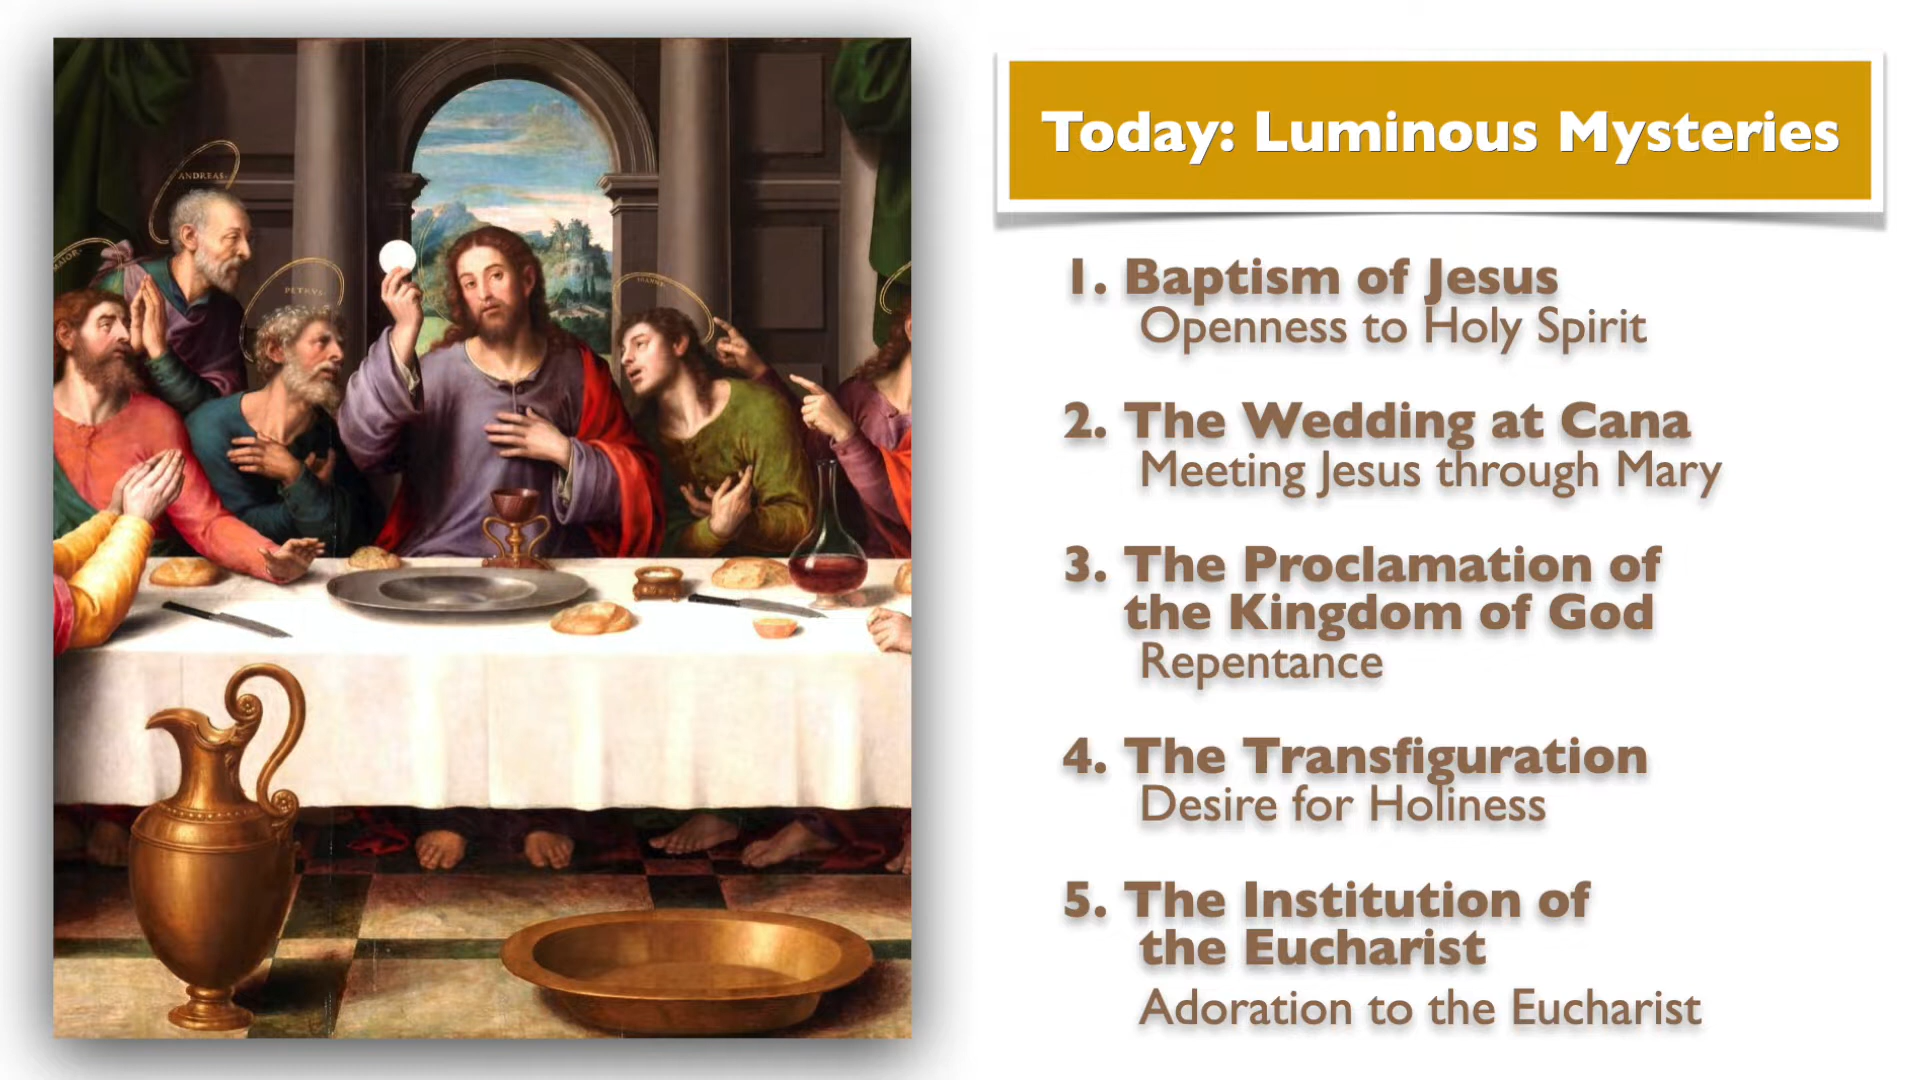 ANDREAS
MAIOR
PETRVS
Today: Luminous Mysteries
1. Baptism of Jesus
Openness to Holy Spirit
2. The Wedding at Cana
Meeting Jesus through Mary
3. The Proclamation of
the Kingdom of God
Repentance
4. The Transfiguration
Desire for Holiness
5. The Institution of
the Eucharist
Adoration to the Eucharist